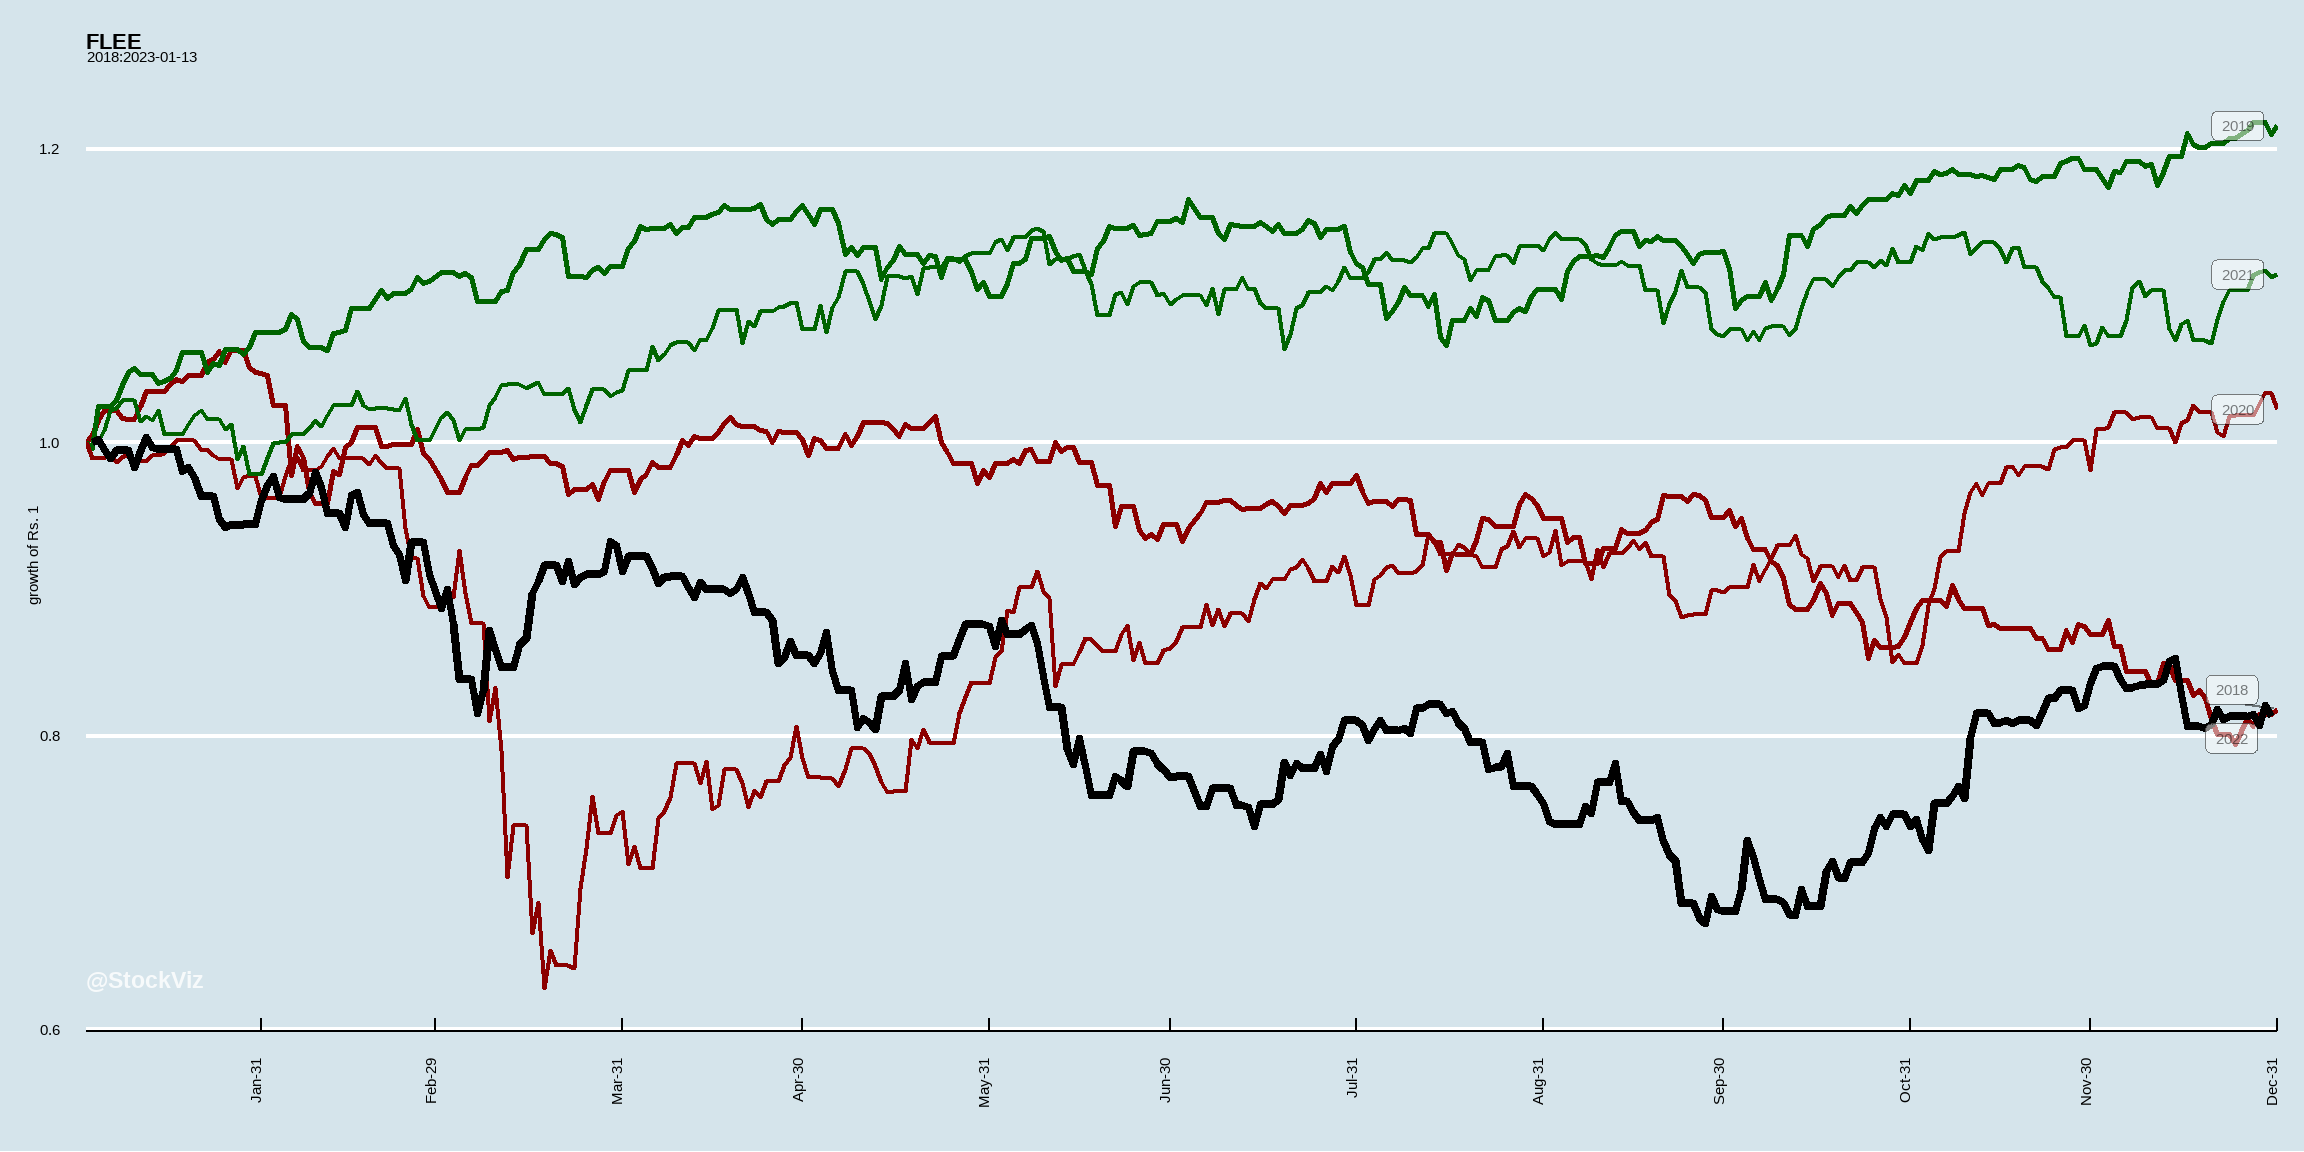 FLEE
2018:2023-01-13
growth of Rs. 1
1.2
1.0
0.8
0.6
2019
2021
2020
2018
2022
@StockViz
Jan-31
Feb-29
Mar-31
Apr-30
May-31
Jun-30
Jul-31
Aug-31
Sep-30
Oct-31
Nov-30
Dec-31